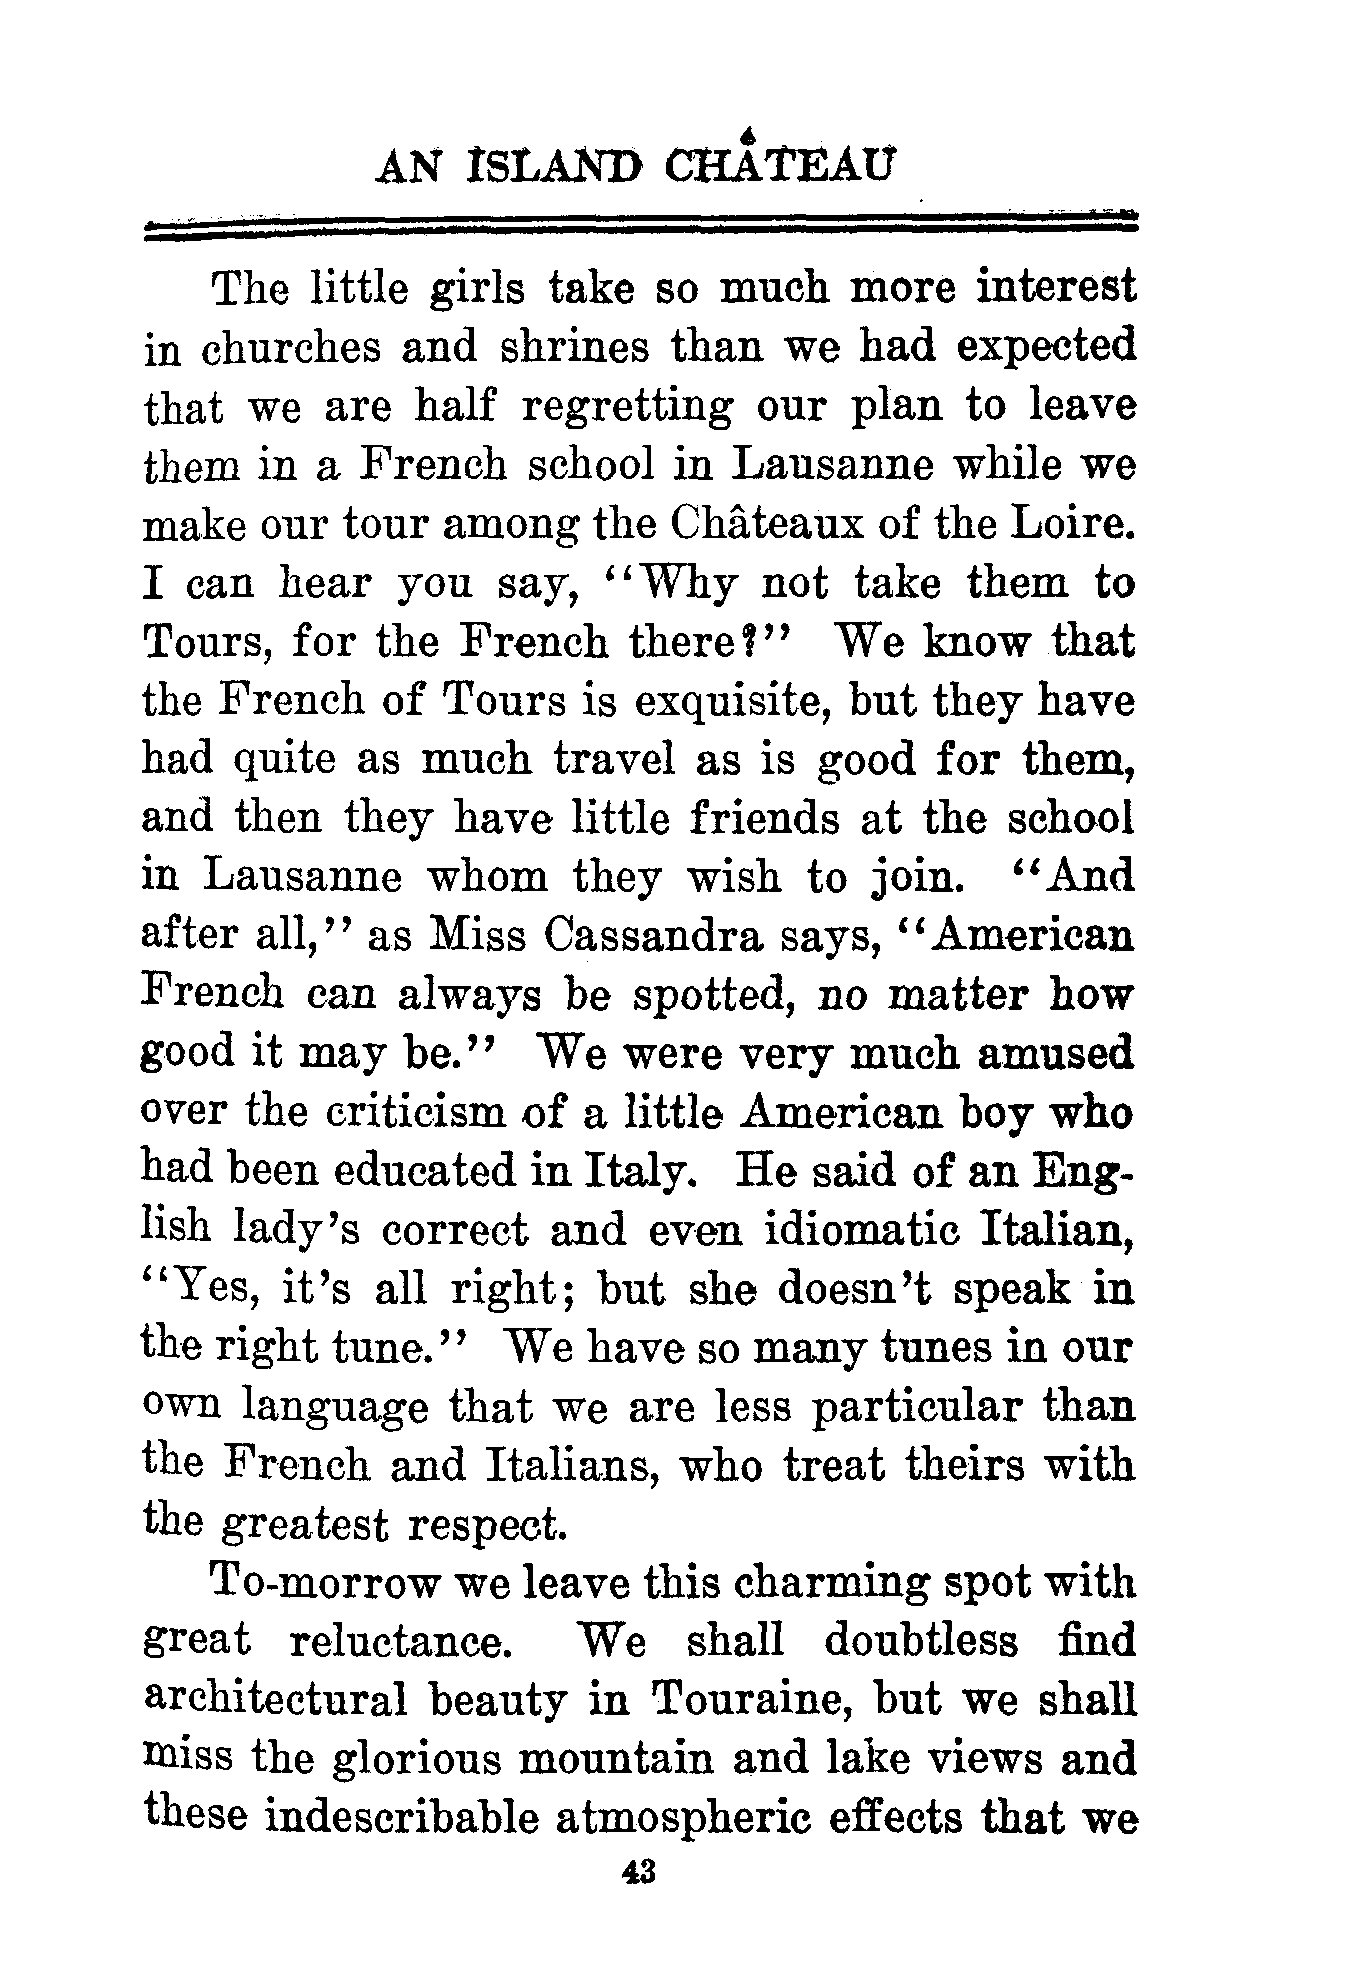 AN ISLAND CHÂTEAU
The little girls take so much more interest
in churches and shrines than we had expected
that we are half regretting our plan to leave
them in a French school in Lausanne while we
make our tour among the Châteaux of the Loire.
I can hear you say, "Why not take them to
Tours, for the French there?" We know that
the French of Tours is exquisite, but they have
had quite as much travel as is good for them,
and then they have little friends at the school
in Lausanne whom they wish to join. "And
after all," as Miss Cassandra says, "American
French can always be spotted, no matter how
good it may be." We were very much amused
over the criticism of a little American boy who
had been educated in Italy. He said of an Eng-
lish lady's correct and even idiomatic Italian,
"Yes, it's all right; but she doesn't speak in
the right tune." We have so many tunes in our
own language that we are less particular than
the French and Italians, who treat theirs with
the greatest respect.
To-morrow we leave this charming spot with
great reluctance. We shall doubtless find
architectural beauty in Touraine, but we shall
miss the glorious mountain and lake views and
these indescribable atmospheric effects that we
43